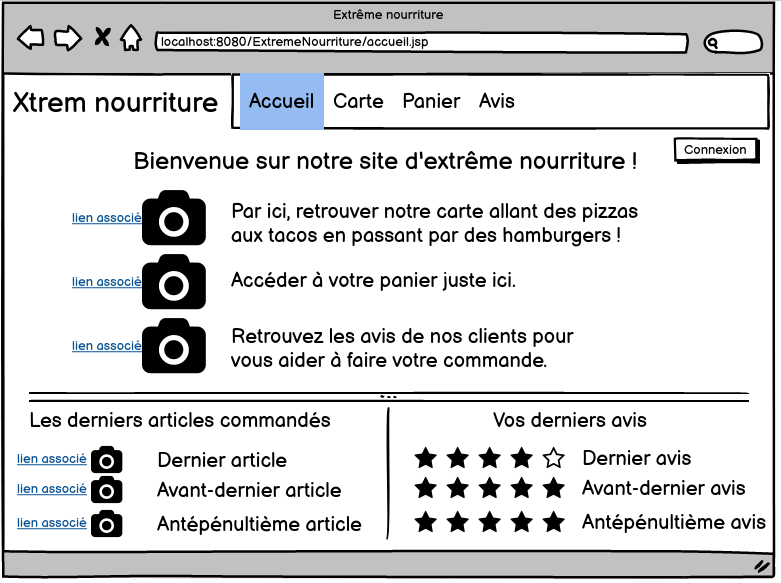 Extrême nourriture
localhost:8080/ExtremeNourriture/accueil.jsp
Xtrem nourriture
Accueil Carte Panier Avis
Connexion
Bienvenue sur notre site d'extrême nourriture !
lien associé
Par ici, retrouver notre carte allant des pizzas
aux tacos en passant par des hamburgers !
lien associé
Accéder à votre panier juste ici.
lien associé
Retrouvez les avis de nos clients pour
vous aider à faire votre commande.
Les derniers articles commandés
lien associé Dernier article
lien associé Avant-dernier article
lien associé Antépénultième article
Vos derniers avis
Dernier avis
Avant-dernier avis
Antépénultième avis